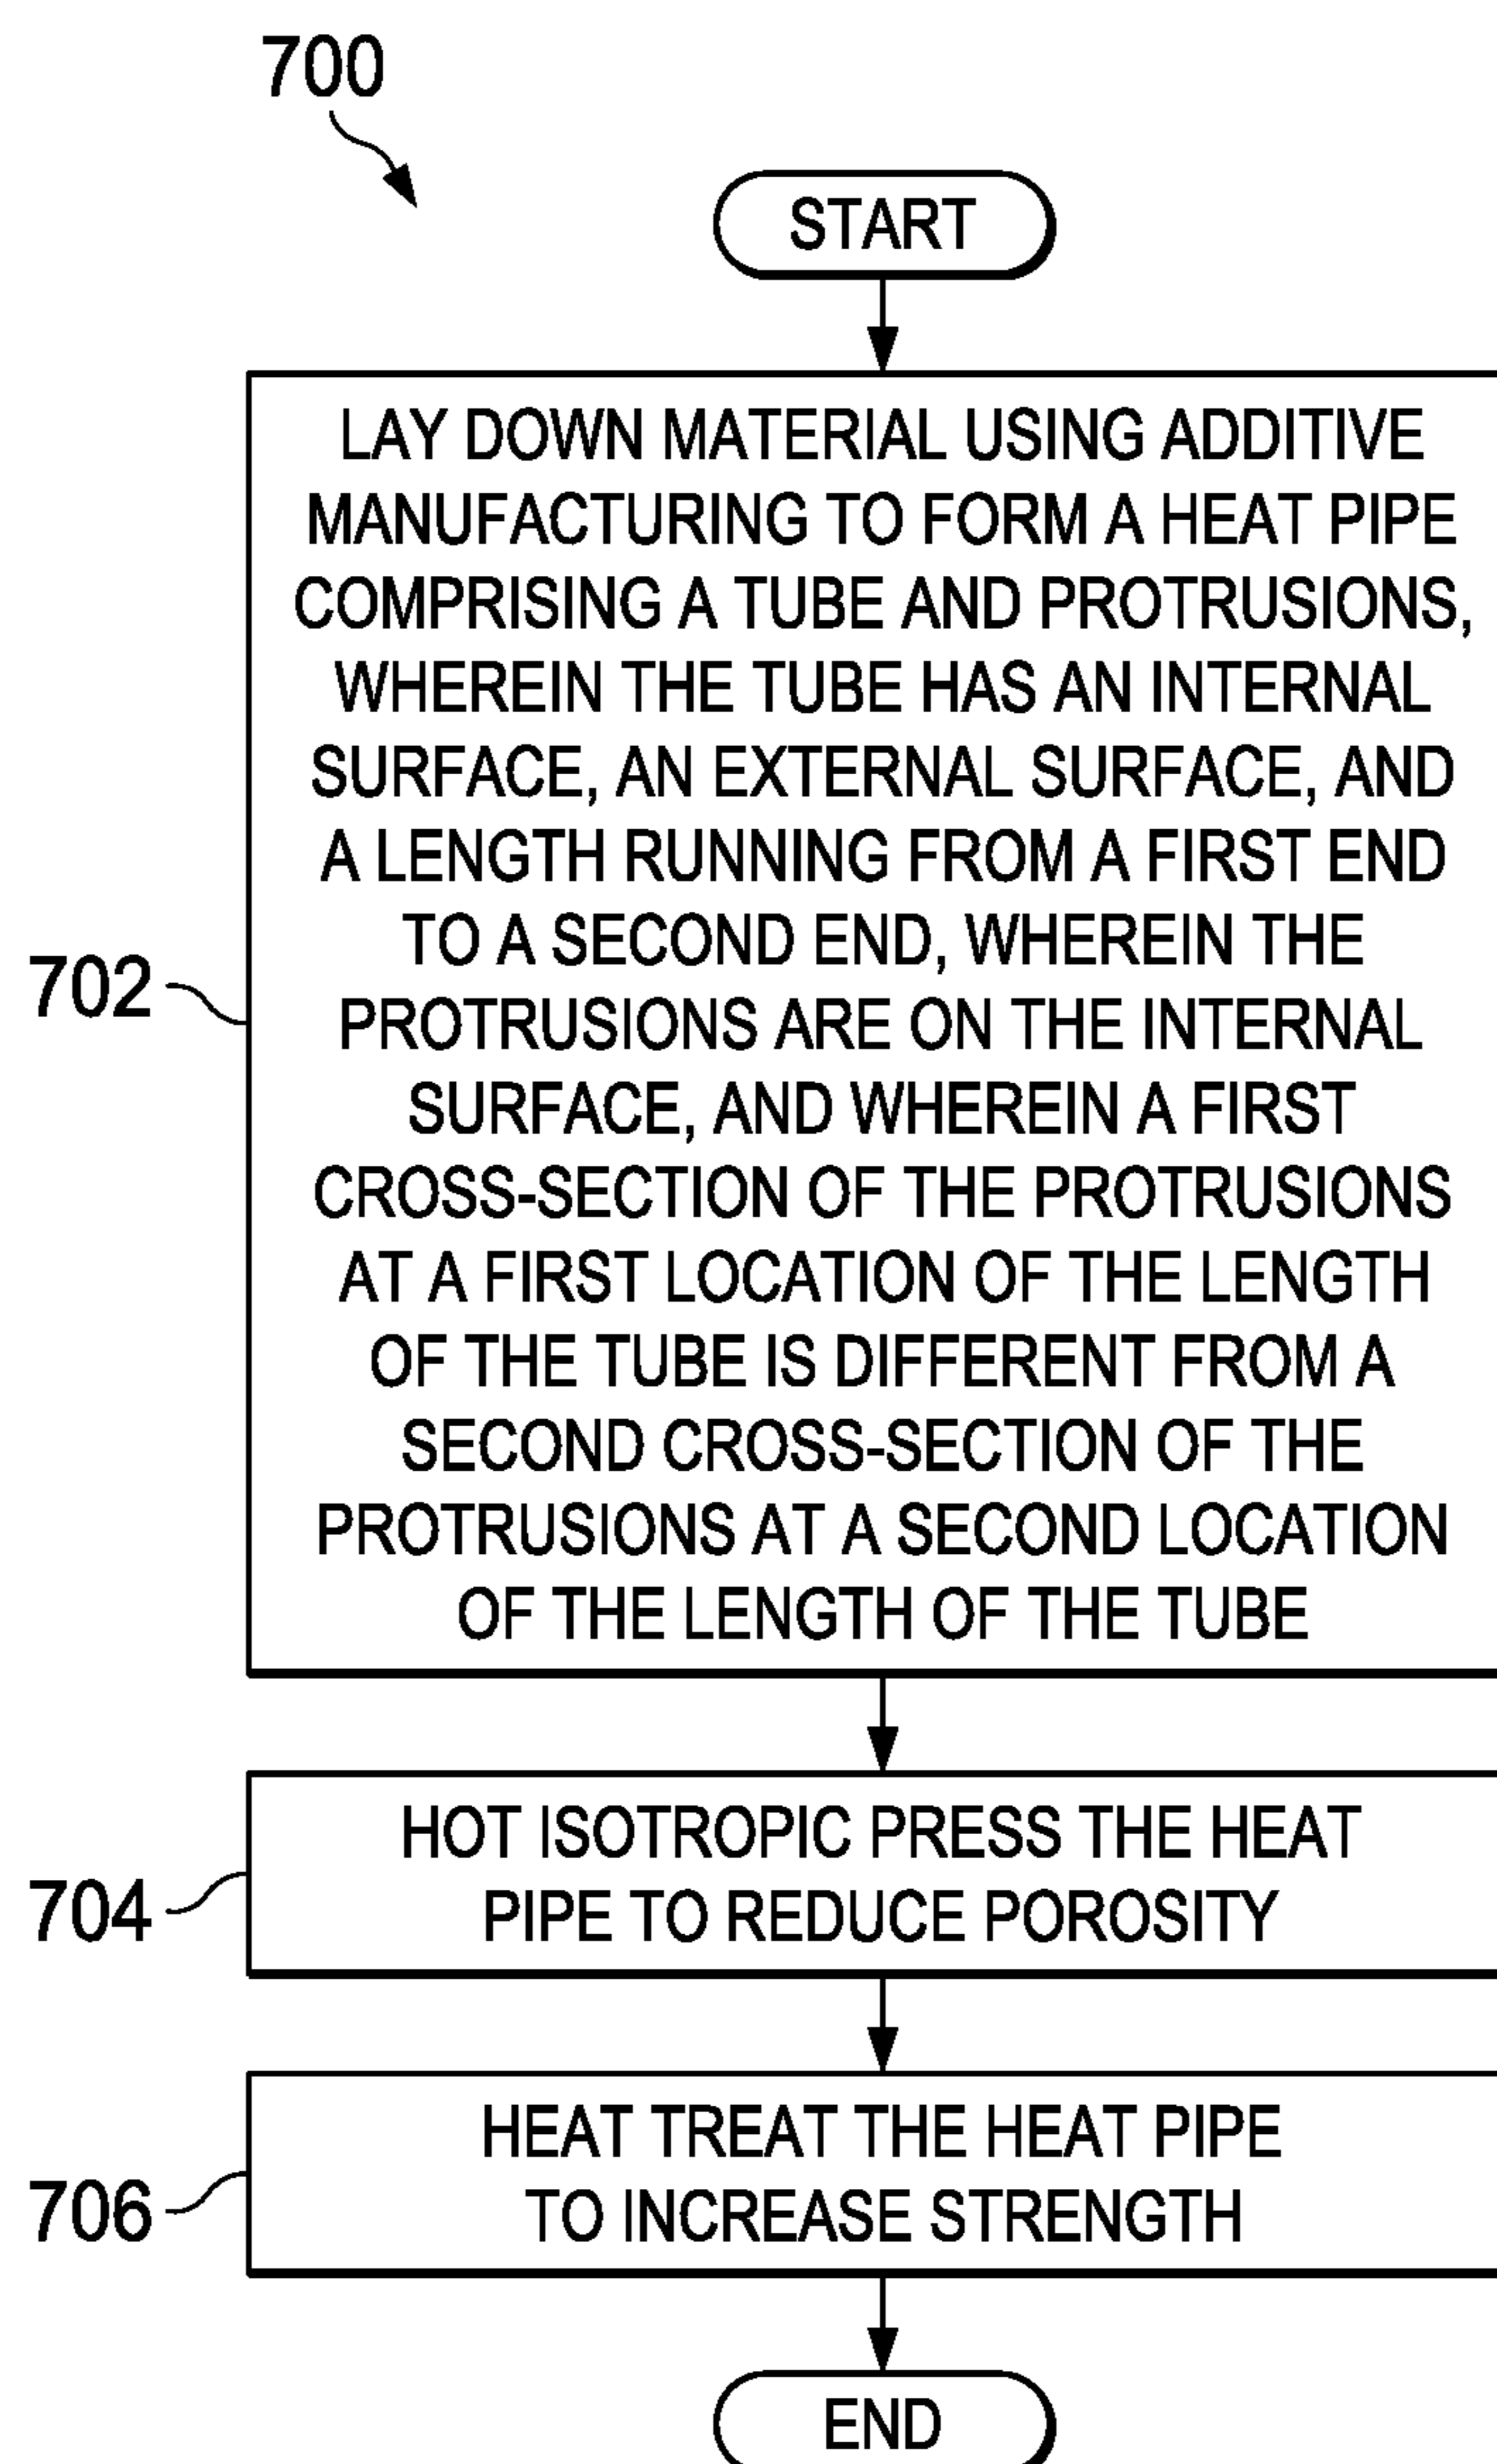 700
START
LAY DOWN MATERIAL USING ADDITIVE
MANUFACTURING TO FORM A HEAT PIPE
COMPRISING A TUBE AND PROTRUSIONS,
WHEREIN THE TUBE HAS AN INTERNAL
SURFACE, AN EXTERNAL SURFACE, AND
A LENGTH RUNNING FROM A FIRST END
TO A SECOND END, WHEREIN THE
702
PROTRUSIONS ARE ON THE INTERNAL
SURFACE, AND WHEREIN A FIRST
CROSS-SECTION OF THE PROTRUSIONS
AT A FIRST LOCATION OF THE LENGTH
OF THE TUBE IS DIFFERENT FROM A
SECOND CROSS-SECTION OF THE
PROTRUSIONS AT A SECOND LOCATION
OF THE LENGTH OF THE TUBE
HOT ISOTROPIC PRESS THE HEAT
PIPE TO REDUCE POROSITY
704
HEAT TREAT THE HEAT PIPE
TO INCREASE STRENGTH
706
END